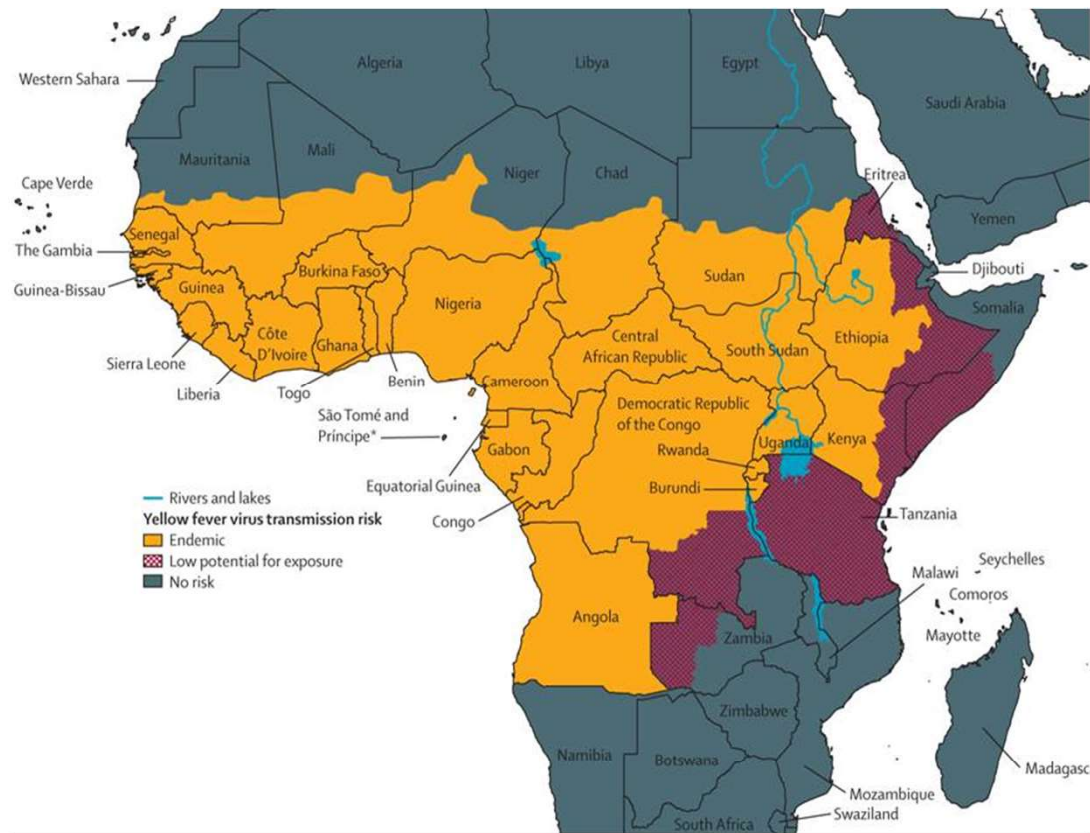 Western Sahara
Algeria
Libya
Egypt
Saudi Arabia
Mauritania
Mali
Niger
Chad
Eritrea
Cape Verde
Yemen
Senegal
The Gambia
Djibouti
Burkina Faso
Sudan
Guinea-Bissau
Guinea
Nigeria
Somalia
Côte
D'Ivoire
Ghana
Central
African Republic
South Sudan
Ethiopia
Sierra Leone
Liberia
Togo
Benin
Cameroon
São Tomé and
Príncipe*
Democratic Republic
of the Congo
Uganda
Kenya
Gabon
Rwanda
Equatorial Guinea
Burundi
Rivers and lakes
Yellow fever virus transmission risk
Endemic
Low potential for exposure
No risk
Congo
Tanzania
Seychelles
Malawi
Comoros
Angola
Zambia
Mayotte
Zimbabwe
Namibia
Botswana
Madagasc
Mozambique
Swaziland
South Africa